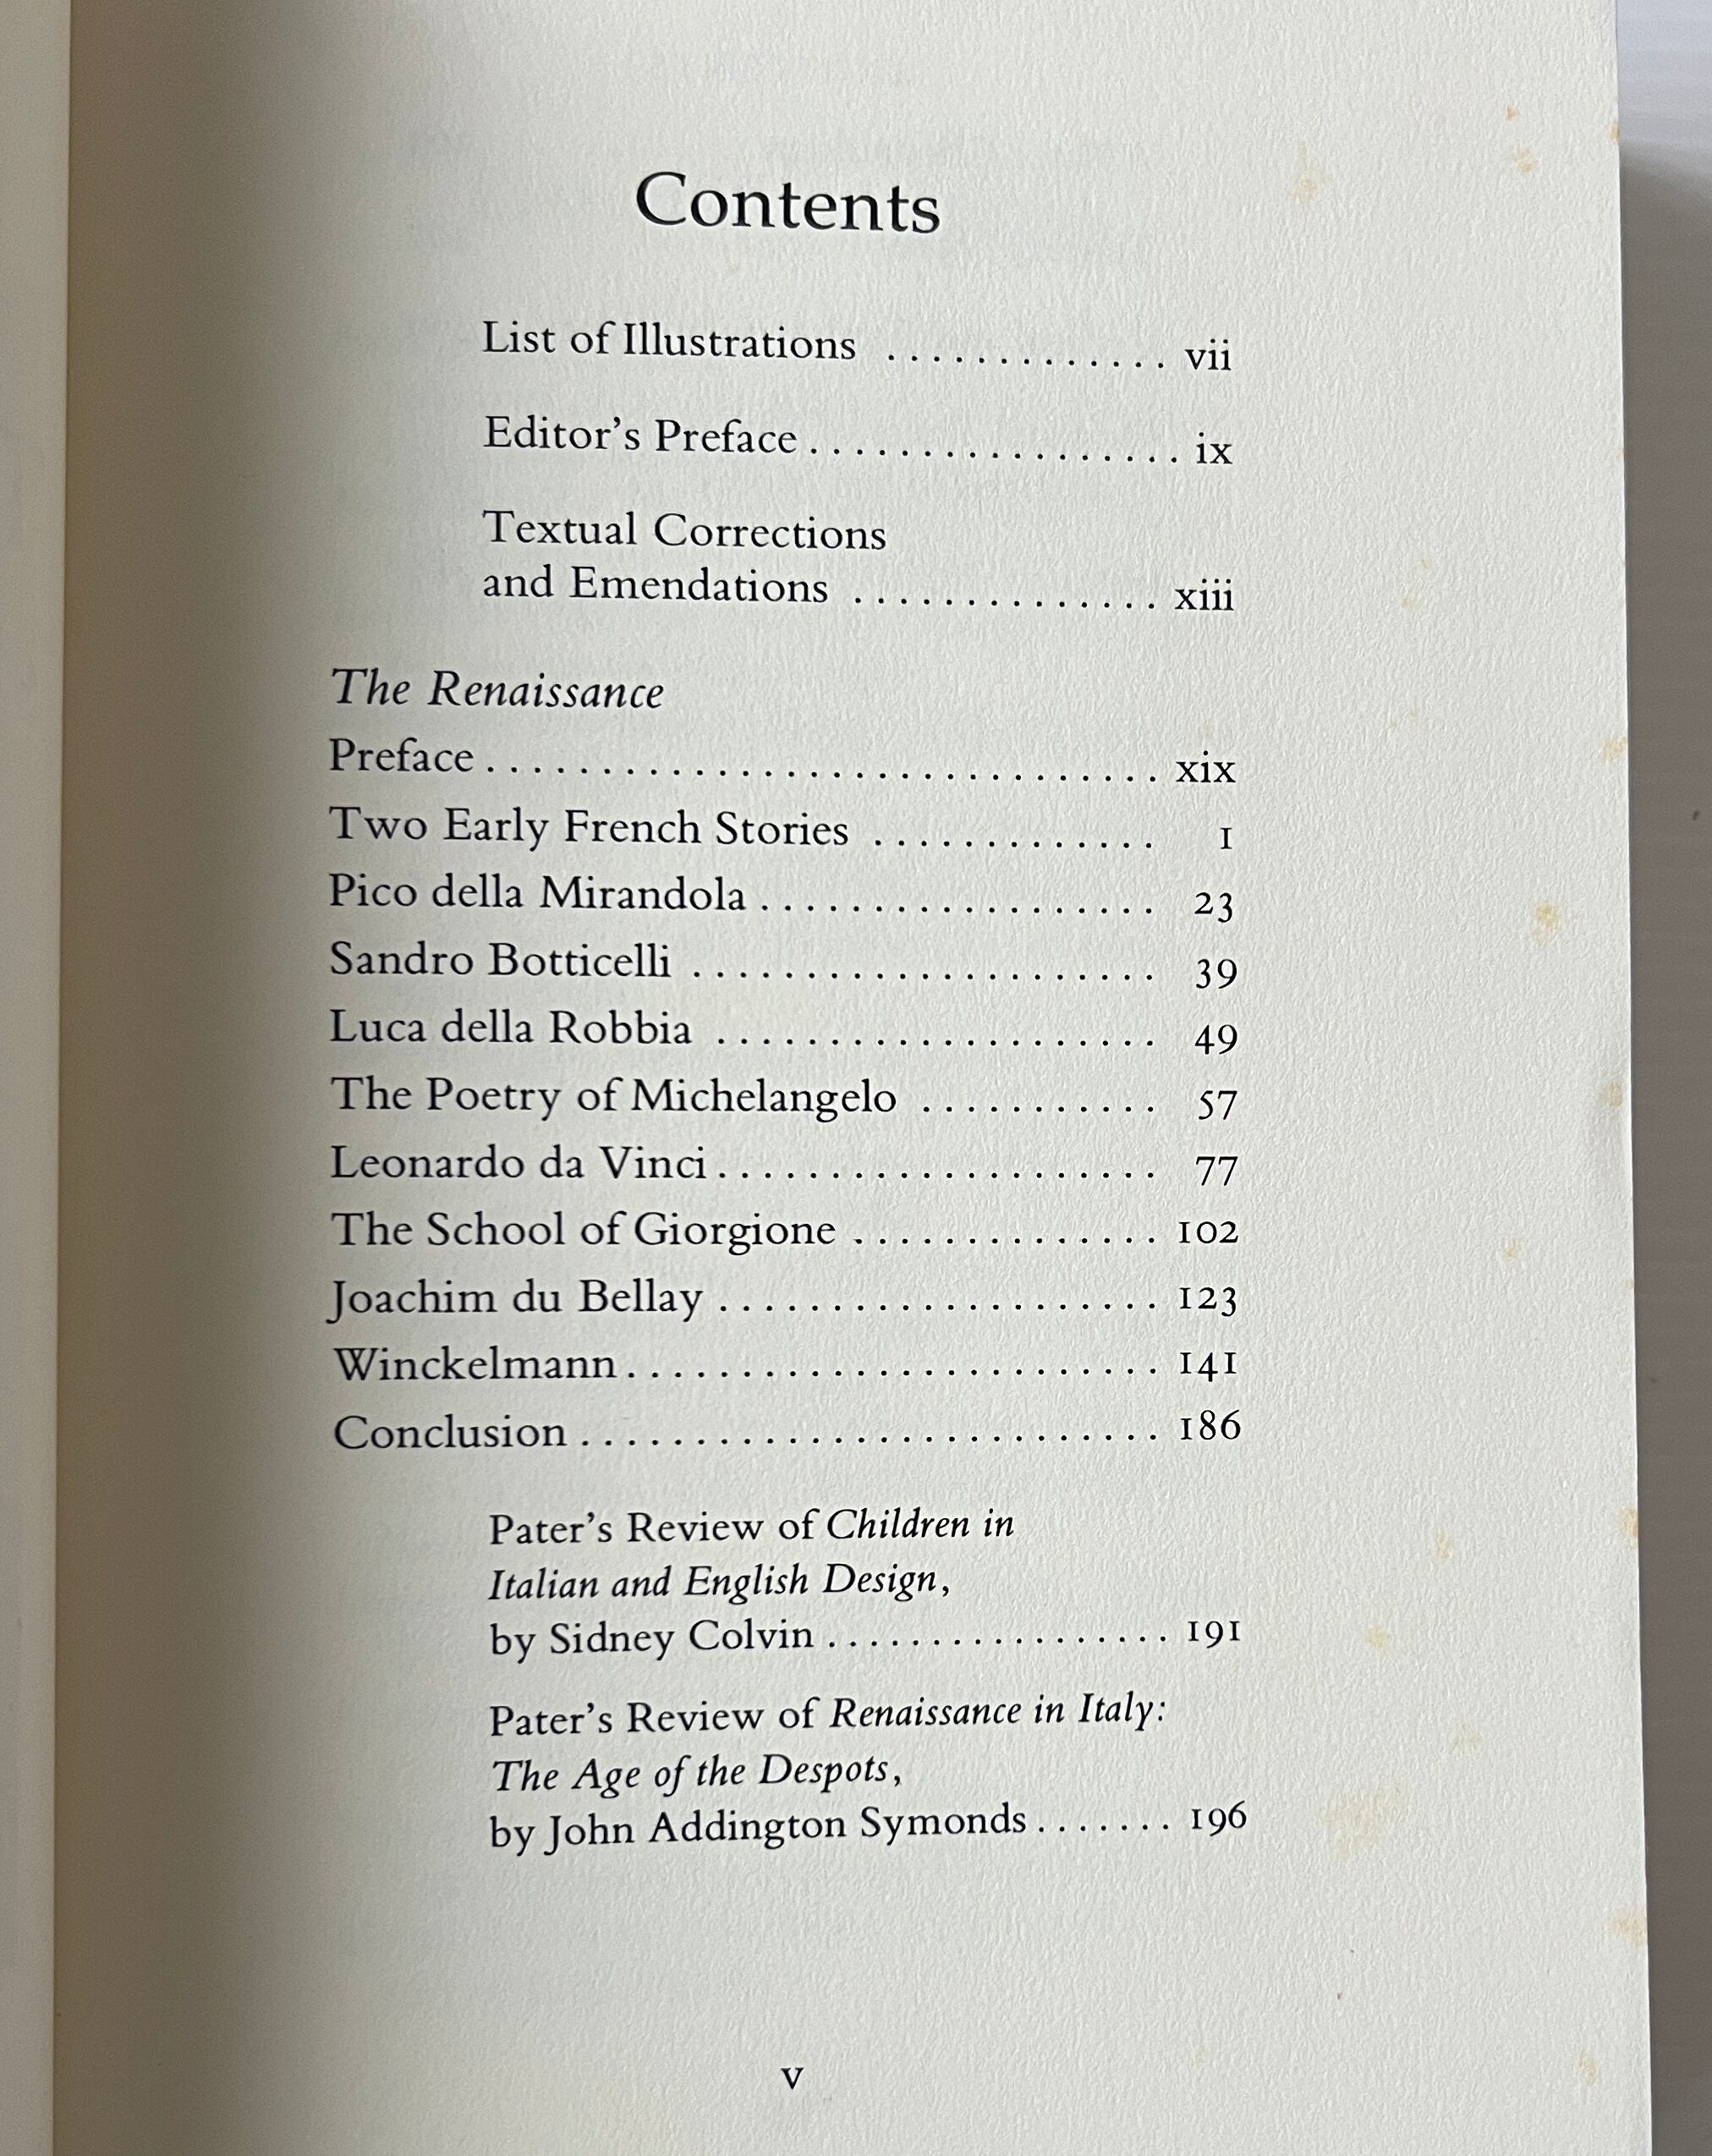 Contents
List of Illustrations ............. vii
Editor's Preface ................. ix
Textual Corrections
and Emendations .............. xiii
The Renaissance
Preface .............................. xix
Two Early French Stories ............. 1
Pico della Mirandola .................. 23
Sandro Botticelli ..................... 39
Luca della Robbia .................... 49
The Poetry of Michelangelo ........... 57
Leonardo da Vinci .................... 77
The School of Giorgione .............. 102
Joachim du Bellay .................... 123
Winckelmann ........................ 141
Conclusion .......................... 186
Pater's Review of Children in
Italian and English Design,
by Sidney Colvin ................. 191
Pater's Review of Renaissance in Italy:
The Age of the Despots,
by John Addington Symonds ....... 196
v